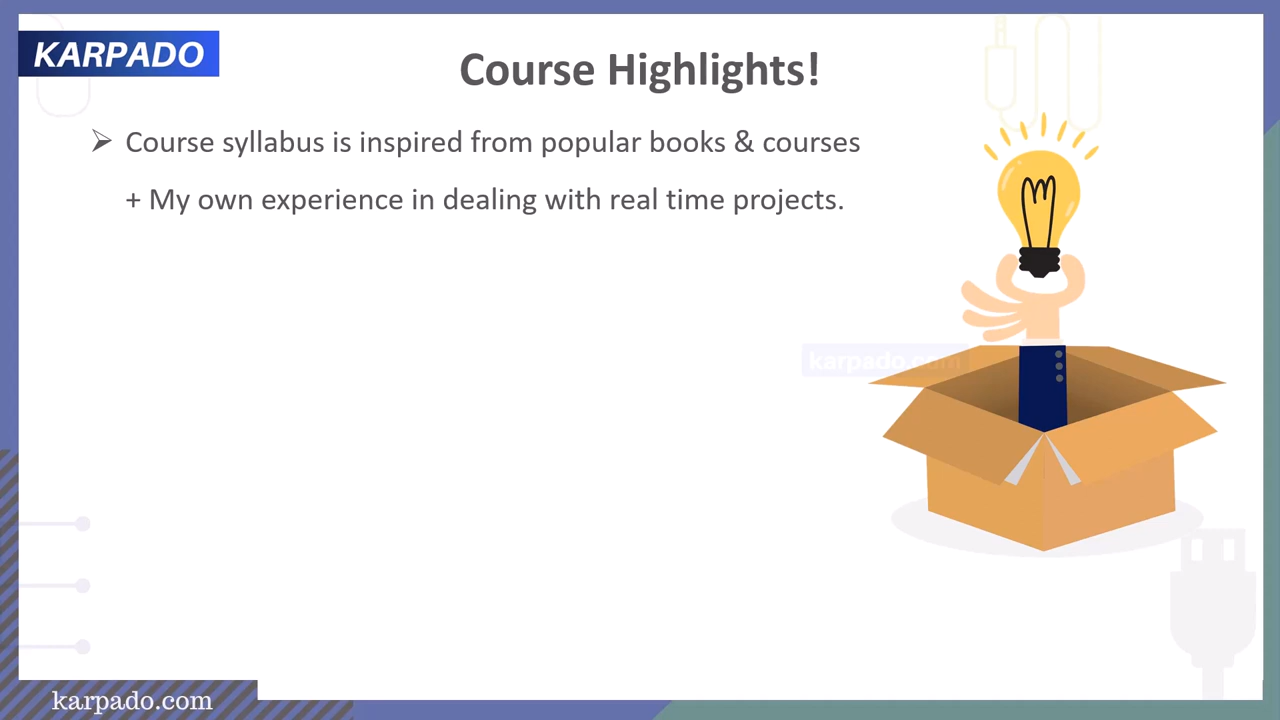 KARPADO
Course Highlights!
➢ Course syllabus is inspired from popular books & courses
+ My own experience in dealing with real time projects.
karpado.com
karpado.com